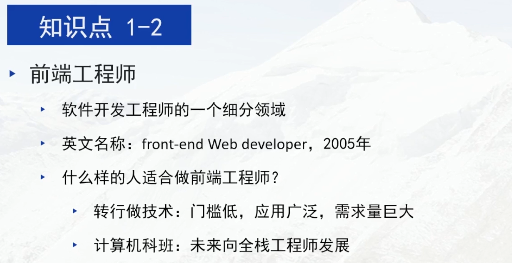 知识点 1-2
前端工程师
软件开发工程师的一个细分领域
英文名称：front-end Web developer，2005年
什么样的人适合做前端工程师？
转行做技术：门槛低，应用广泛，需求量巨大
计算机科班：未来向全栈工程师发展